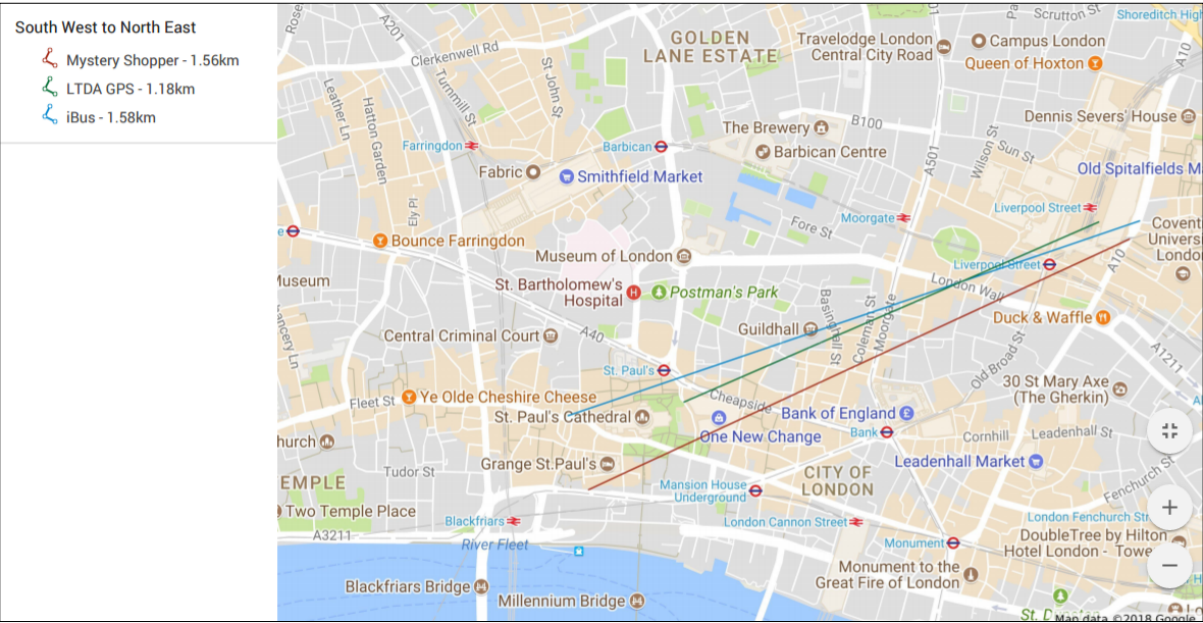 South West to North East
Mystery Shopper - 1.56km
LTDA GPS - 1.18km
iBus - 1.58km
A201
Clerkenwell Rd
Leather Ln
Hatton Garden
Turnmill St
St John St
Farringdon
Ely Pl
Fabric
Smithfield Market
Barbican
GOLDEN
LANE ESTATE
Travelodge London
Central City Road
Scrutton St
Shoreditch High
Campus London
Queen of Hoxton
A10
The Brewery
B100
Barbican Centre
A501
Wilson St
Sun St
Dennis Severs' House
Old Spitalfields M
Liverpool Street
Moorgate
Fore St
Bounce Farringdon
Museum of London
Liverpool Street
Covent
Univers
London
A10
London Wall
useum
St. Bartholomew's
Hospital
Postman's Park
Basinghall St
Coleman St
Moorgate
Duck & Waffle
Guildhall
A40
Central Criminal Court
Old Broad St
A1211
St. Paul's
30 St Mary Axe
(The Gherkin)
Fleet St
Ye Olde Cheshire Cheese
Cheapside
St. Paul's Cathedral
Bank of England
One New Change
Bank
Cornhill
Leadenhall St
hurch
Tudor St
Grange St.Paul's
Leadenhall Market
EMPLE
Mansion House
Underground
CITY OF
LONDON
Fenchurch St
Two Temple Place
Blackfriars
London Cannon Street
London Fenchurch Str
A3211
River Fleet
Monument
DoubleTree by Hilton
Hotel London - Towe
Monument to the
Great Fire of London
Blackfriars Bridge
Millennium Bridge
Map data ©2018 Google